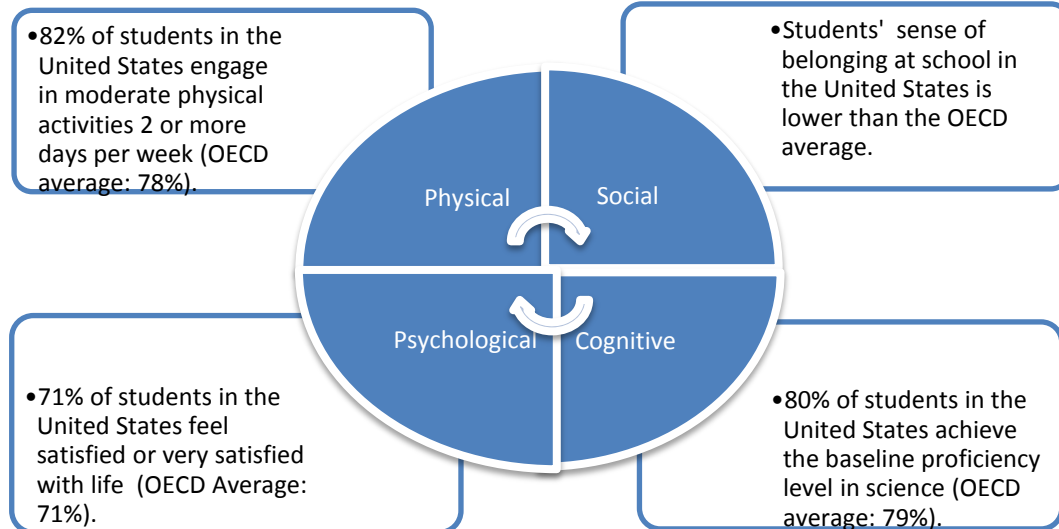 •82% of students in the
United States engage
in moderate physical
activities 2 or more
days per week (OECD
average: 78%).
•Students'  sense of
belonging at school in
the United States is
lower than the OECD
average.
Physical
Social
Psychological
Cognitive
•71% of students in the
United States feel
satisfied or very satisfied
with life  (OECD Average:
71%).
•80% of students in the
United States achieve
the baseline proficiency
level in science (OECD
average: 79%).